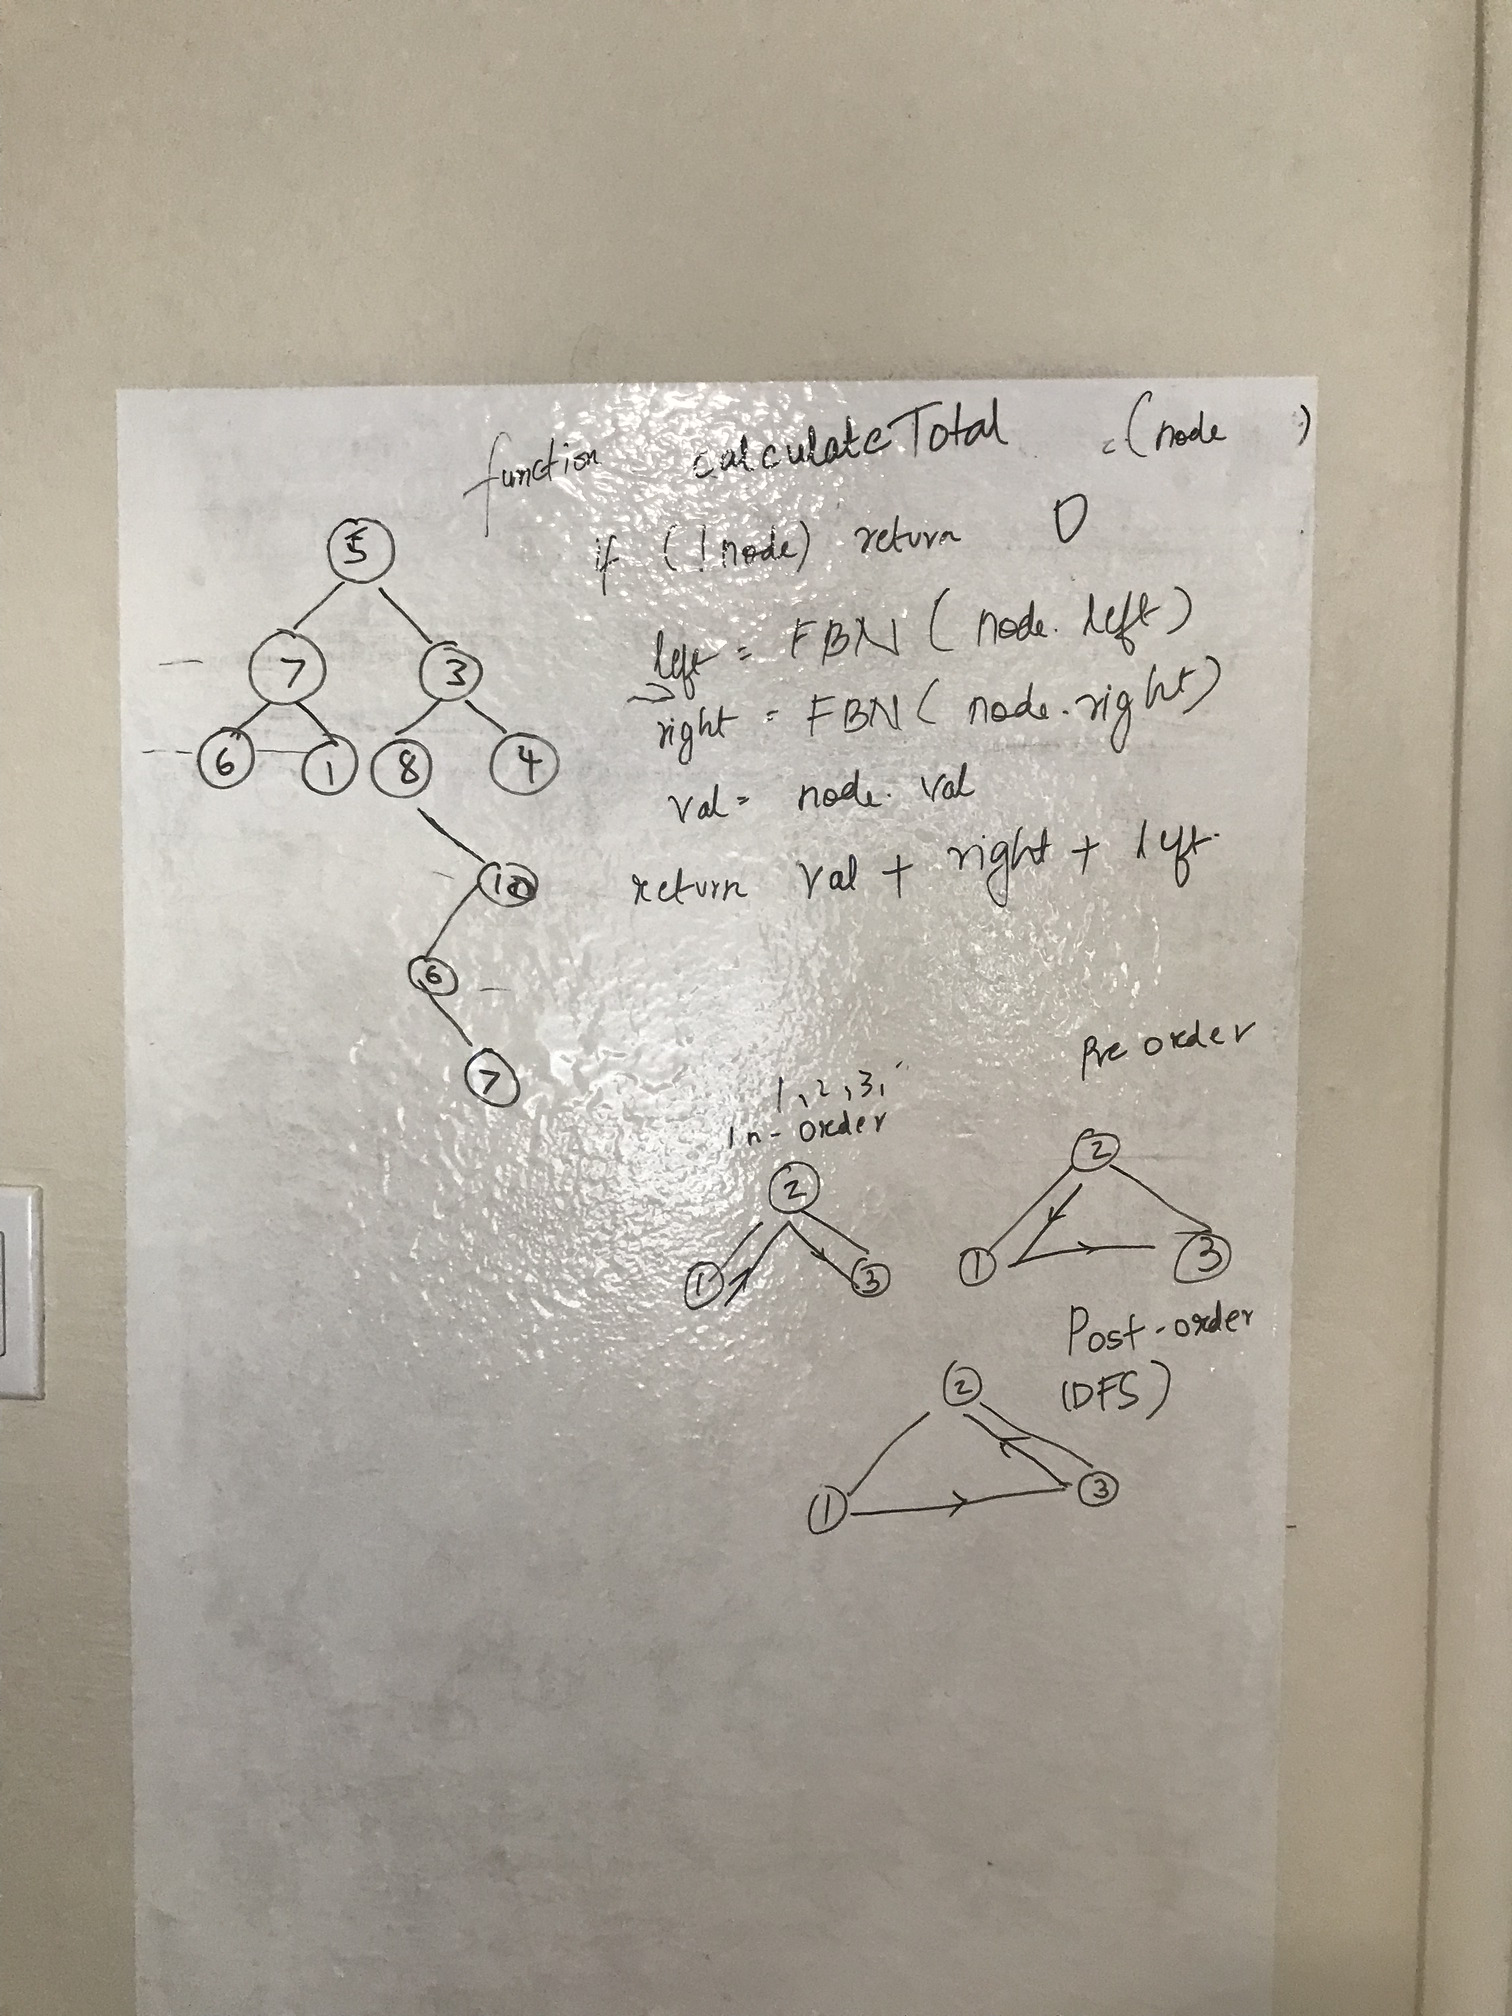 function calculateTotal = (node )
if (!node) return 0
left = FBN ( node. left)
right = FBN ( node. right)
val = node. val
return val + right + left.
5
7 3
6 1 8 4
10
6
7
1, 2, 3,
In-order
2
1 3
Pre order
2
1 3
Post-order
(DFS)
2
1 3